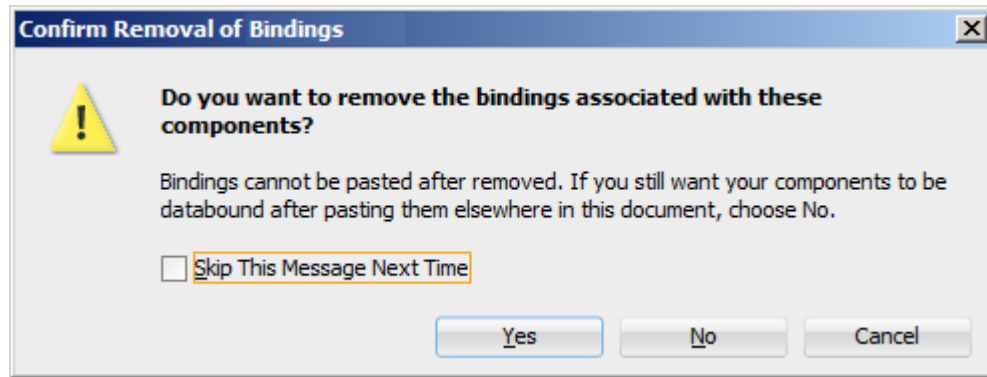 Confirm Removal of Bindings
Do you want to remove the bindings associated with these
components?
Bindings cannot be pasted after removed. If you still want your components to be
databound after pasting them elsewhere in this document, choose No.
Skip This Message Next Time
Yes No Cancel